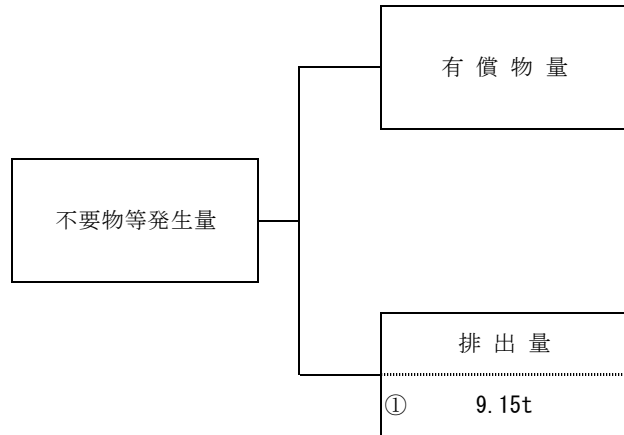 有 償 物 量
不要物等発生量
排 出 量
① 9.15t